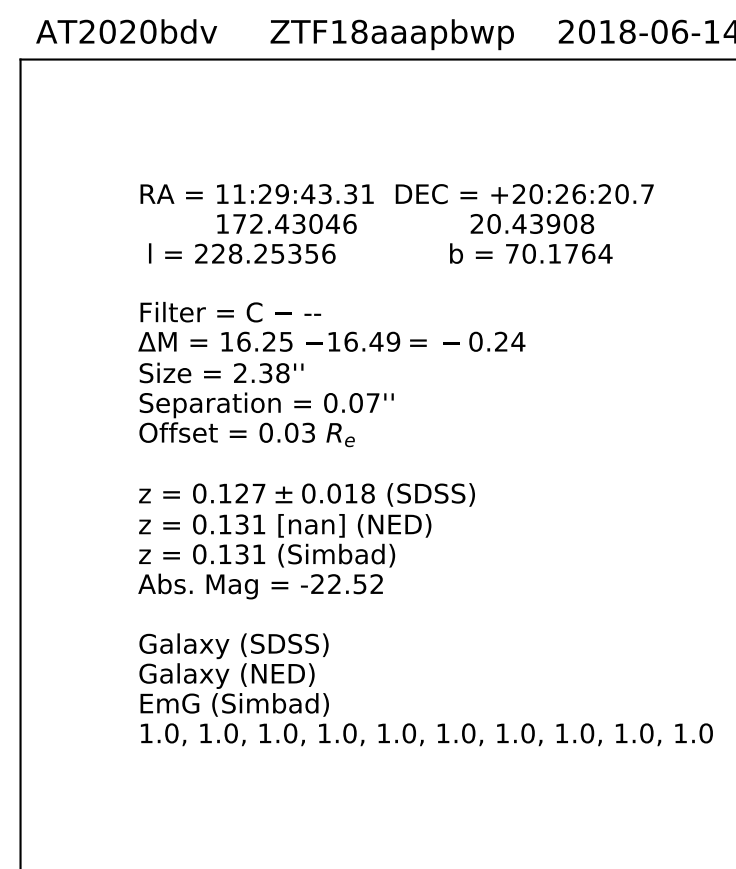 AT2020bdv ZTF18aaapbwp 2018-06-14
RA = 11:29:43.31 DEC = +20:26:20.7
172.43046 20.43908
l = 228.25356 b = 70.1764
Filter = C − --
ΔM = 16.25 −16.49 = −0.24
Size = 2.38''
Separation = 0.07''
Offset = 0.03 Rₑ
z = 0.127 ± 0.018 (SDSS)
z = 0.131 [nan] (NED)
z = 0.131 (Simbad)
Abs. Mag = -22.52
Galaxy (SDSS)
Galaxy (NED)
EmG (Simbad)
1.0, 1.0, 1.0, 1.0, 1.0, 1.0, 1.0, 1.0, 1.0, 1.0